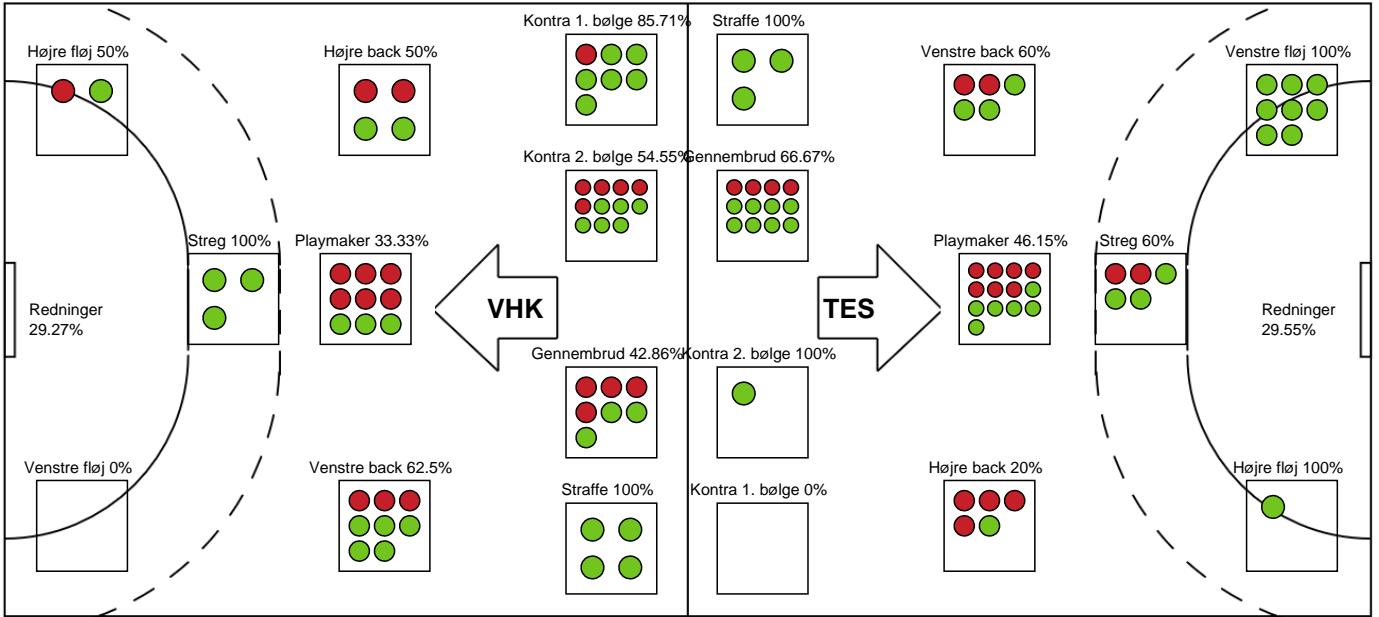 Kontra 1. bølge 85.71%
Straffe 100%
Højre fløj 50%
Højre back 50%
Venstre back 60%
Venstre fløj 100%
Kontra 2. bølge 54.55%
Gennembrud 66.67%
Streg 100%
Playmaker 33.33%
Playmaker 46.15%
Streg 60%
Redninger
29.27%
VHK
TES
Redninger
29.55%
Gennembrud 42.86%
Kontra 2. bølge 100%
Venstre fløj 0%
Venstre back 62.5%
Straffe 100%
Kontra 1. bølge 0%
Højre back 20%
Højre fløj 100%